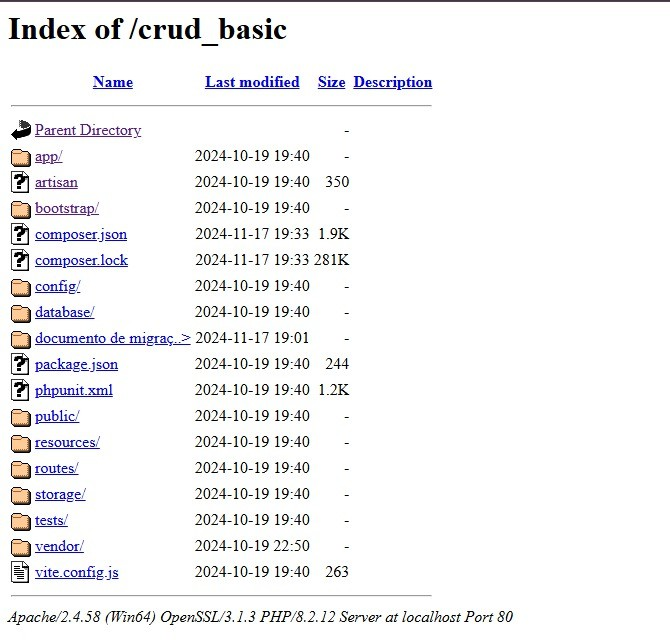 Index of /crud_basic
Name Last modified Size Description
Parent Directory -
app/ 2024-10-19 19:40 -
artisan 2024-10-19 19:40 350
bootstrap/ 2024-10-19 19:40 -
composer.json 2024-11-17 19:33 1.9K
composer.lock 2024-11-17 19:33 281K
config/ 2024-10-19 19:40 -
database/ 2024-10-19 19:40 -
documento de migraç..> 2024-11-17 19:01 -
package.json 2024-10-19 19:40 244
phpunit.xml 2024-10-19 19:40 1.2K
public/ 2024-10-19 19:40 -
resources/ 2024-10-19 19:40 -
routes/ 2024-10-19 19:40 -
storage/ 2024-10-19 19:40 -
tests/ 2024-10-19 19:40 -
vendor/ 2024-10-19 22:50 -
vite.config.js 2024-10-19 19:40 263
Apache/2.4.58 (Win64) OpenSSL/3.1.3 PHP/8.2.12 Server at localhost Port 80